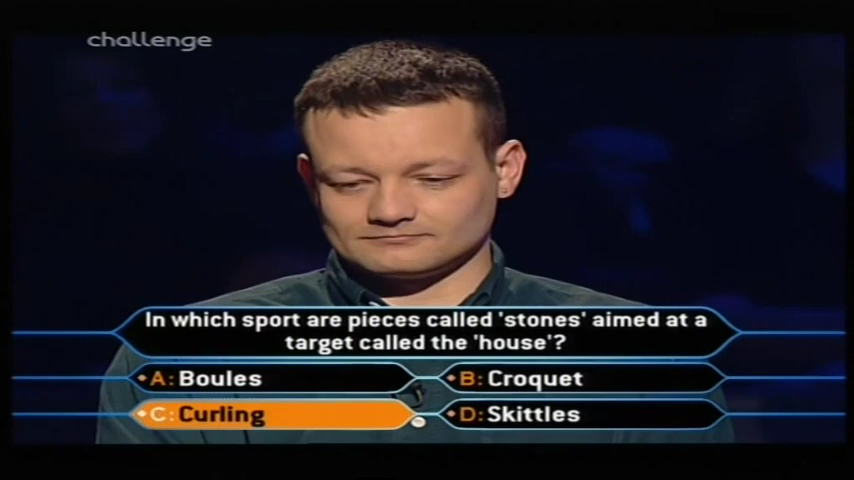 challenge
In which sport are pieces called 'stones' aimed at a
target called the 'house'?
A: Boules
B: Croquet
C: Curling
D: Skittles